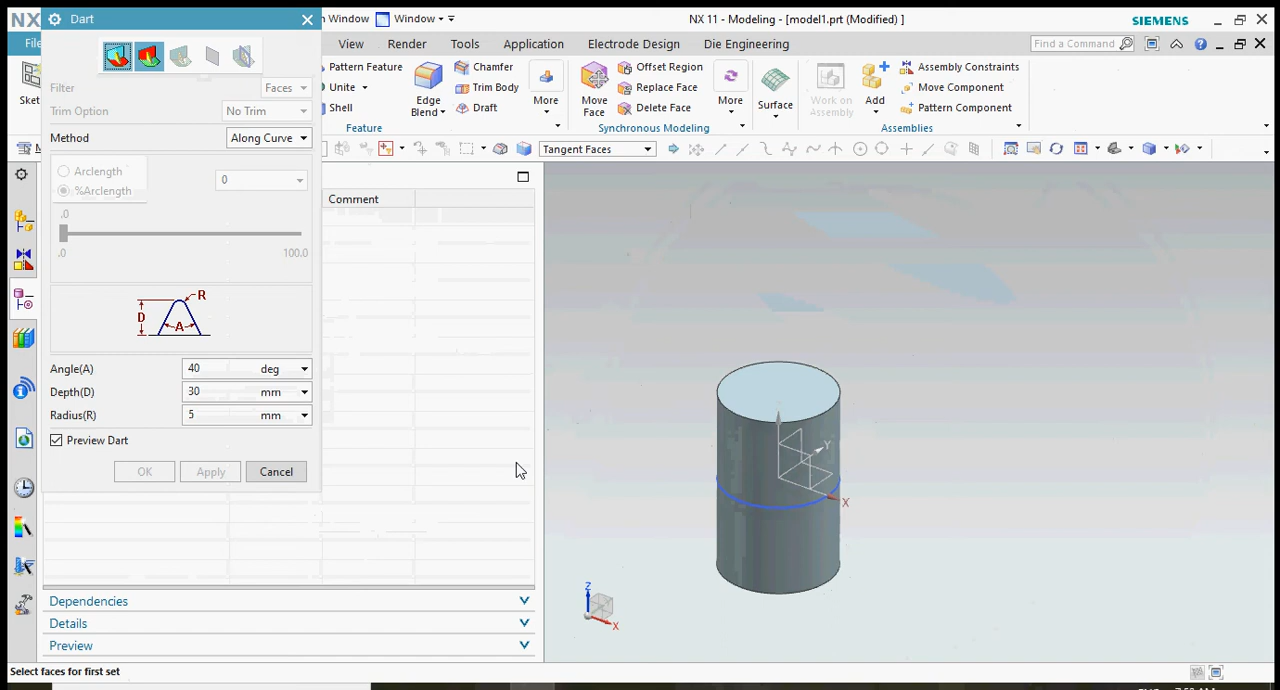 NX
Dart
Window
Window
NX 11 - Modeling - [model1.prt (Modified) ]
SIEMENS
File
View
Render
Tools
Application
Electrode Design
Die Engineering
Find a Command
Pattern Feature
Unite
Shell
Edge
Blend
Chamfer
Trim Body
Draft
More
Move
Face
Offset Region
Replace Face
Delete Face
More
Surface
Work on
Assembly
Add
Assembly Constraints
Move Component
Pattern Component
Feature
Synchronous Modeling
Assemblies
Tangent Faces
Filter
Faces
Trim Option
No Trim
Method
Along Curve
Arclength
%Arclength
0
.0
.0
100.0
R
D
A
Angle(A)
40
deg
Depth(D)
30
mm
Radius(R)
5
mm
Preview Dart
OK
Apply
Cancel
Comment
Y
X
Z
X
Dependencies
Details
Preview
Select faces for first set